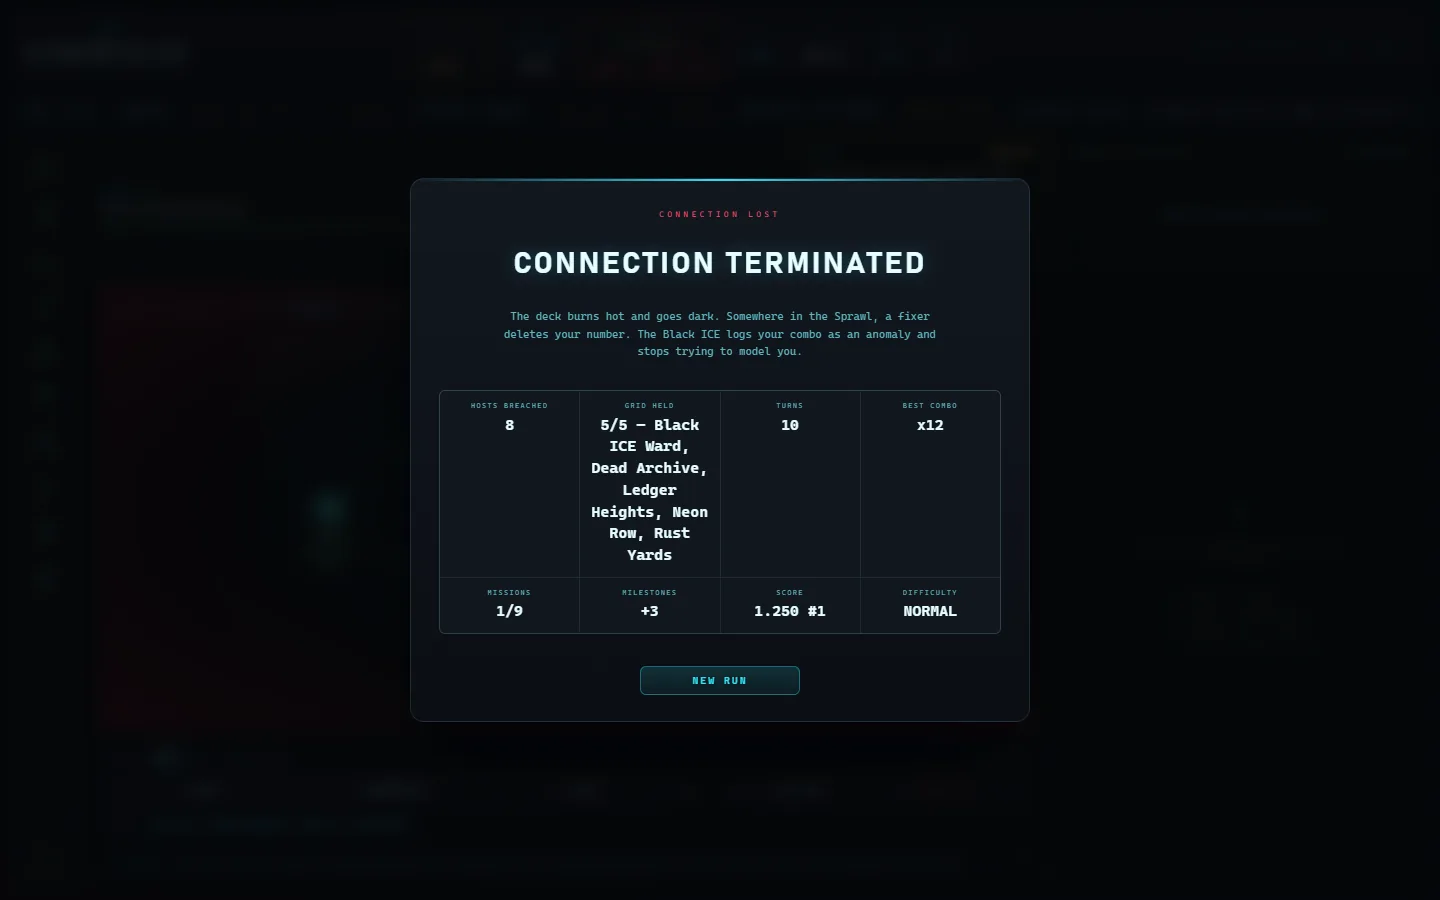 CONNECTION LOST
CONNECTION TERMINATED
The deck burns hot and goes dark. Somewhere in the Sprawl, a fixer
deletes your number. The Black ICE logs your combo as an anomaly and
stops trying to model you.
HOSTS BREACHED
8
GRID HELD
5/5 — Black
ICE Ward,
Dead Archive,
Ledger
Heights, Neon
Row, Rust
Yards
TURNS
10
BEST COMBO
x12
MISSIONS
1/9
MILESTONES
+3
SCORE
1.250 #1
DIFFICULTY
NORMAL
NEW RUN